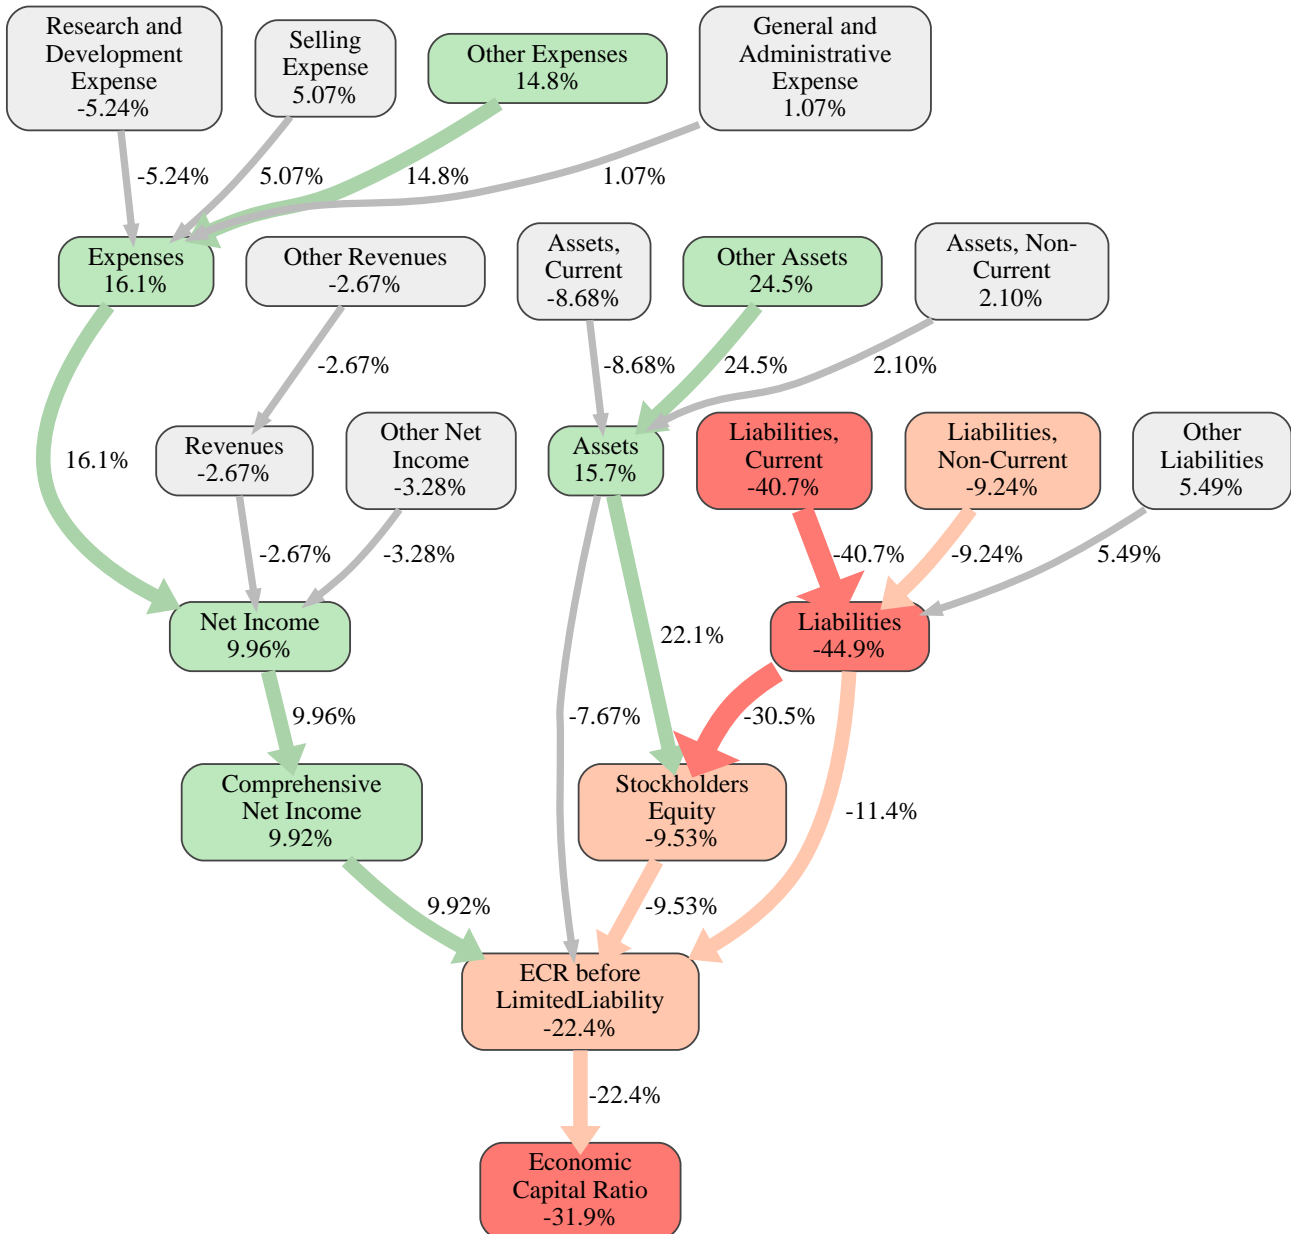 Research and
Development
Expense
-5.24%
Selling
Expense
5.07%
Other Expenses
14.8%
General and
Administrative
Expense
1.07%
-5.24%
5.07%
14.8%
1.07%
Expenses
16.1%
Other Revenues
-2.67%
Assets,
Current
-8.68%
Other Assets
24.5%
Assets, Non-
Current
2.10%
-2.67%
-8.68%
24.5%
2.10%
16.1%
Revenues
-2.67%
Other Net
Income
-3.28%
Assets
15.7%
Liabilities,
Current
-40.7%
Liabilities,
Non-Current
-9.24%
Other
Liabilities
5.49%
-2.67%
-3.28%
-40.7%
-9.24%
5.49%
Net Income
9.96%
22.1%
Liabilities
-44.9%
9.96%
-7.67%
-30.5%
Comprehensive
Net Income
9.92%
Stockholders
Equity
-9.53%
-11.4%
9.92%
-9.53%
ECR before
LimitedLiability
-22.4%
-22.4%
Economic
Capital Ratio
-31.9%